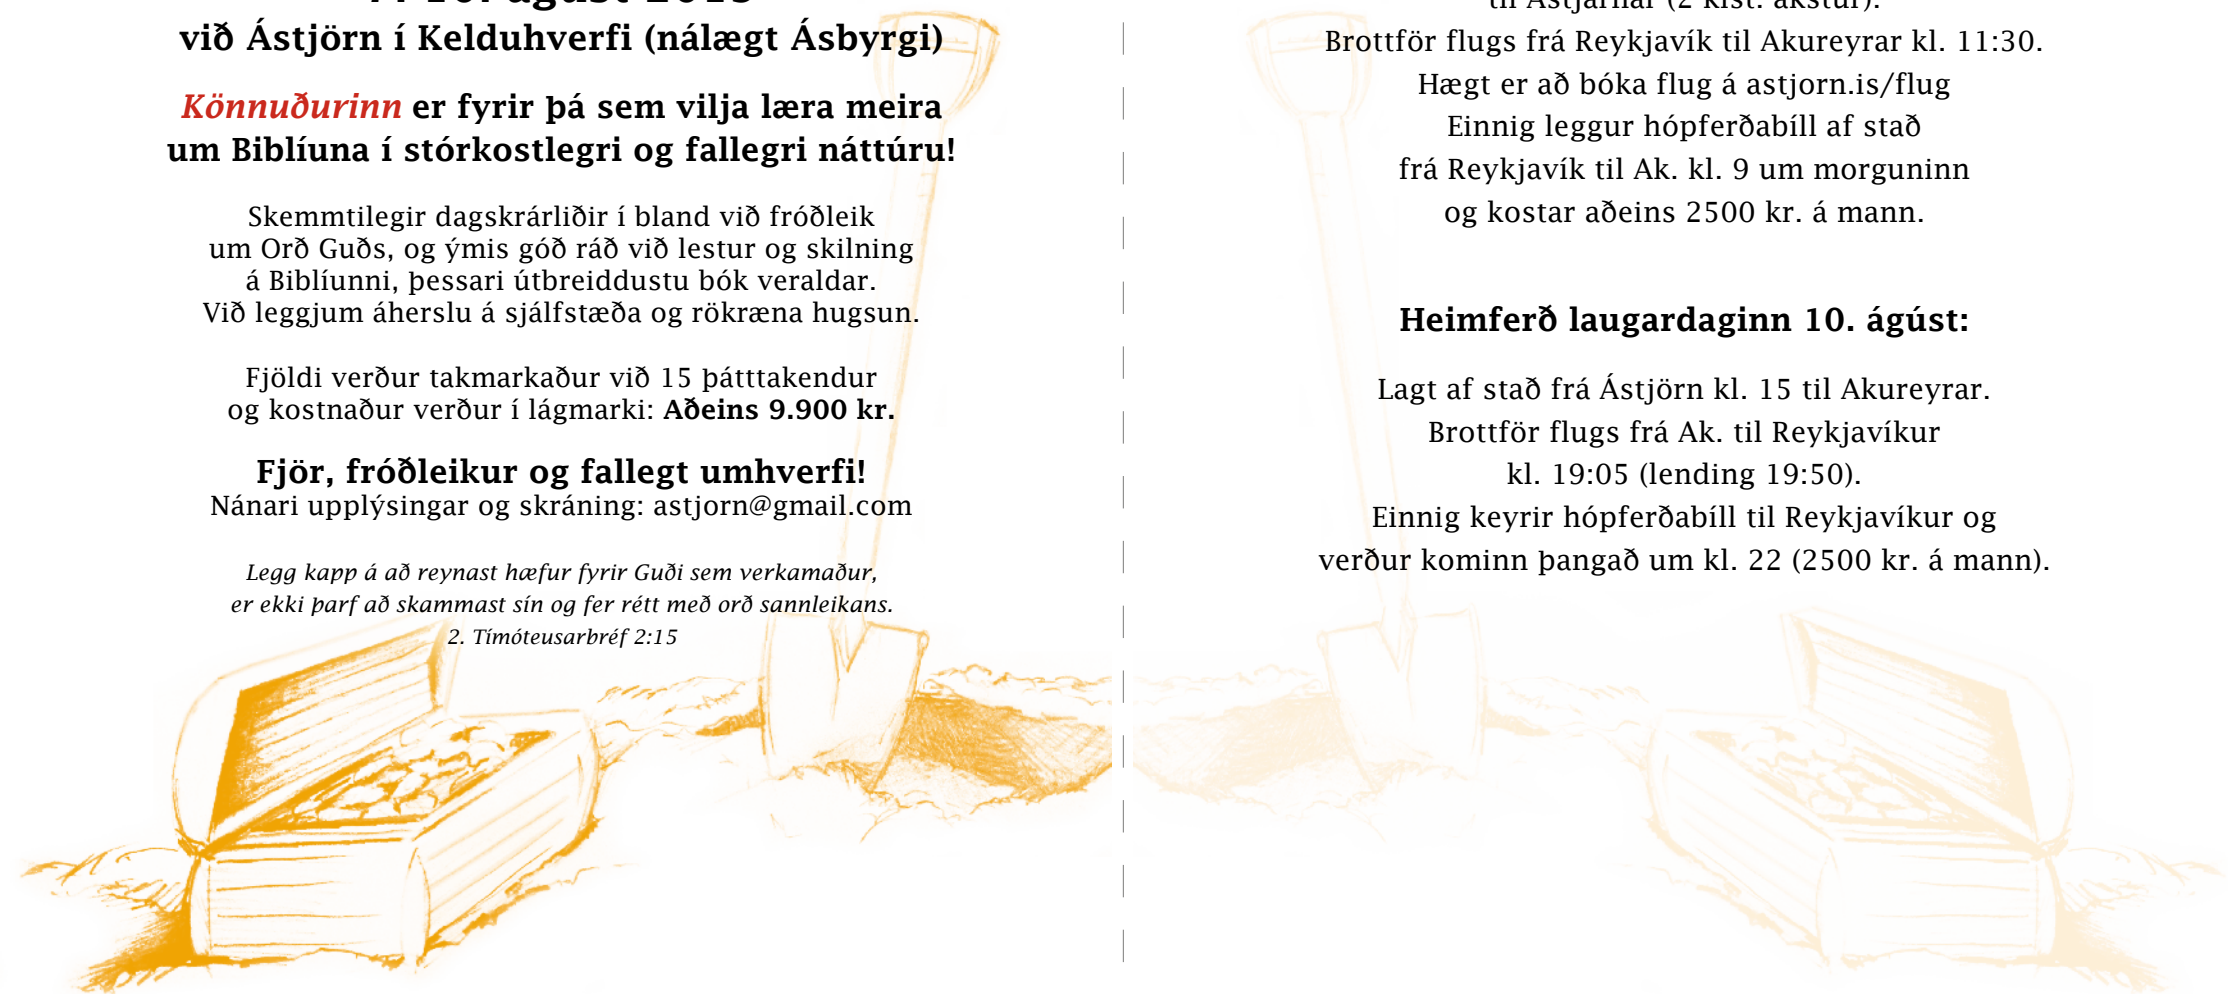 við Ástjörn í Kelduhverfi (nálægt Ásbyrgi)
Könnuðurinn er fyrir þá sem vilja læra meira
um Biblíuna í stórkostlegri og fallegri náttúru!
Skemmtilegir dagskrárliðir í bland við fróðleik
um Orð Guðs, og ýmis góð ráð við lestur og skilning
á Biblíunni, þessari útbreiddustu bók veraldar.
Við leggjum áherslu á sjálfstæða og rökræna hugsun.
Fjöldi verður takmarkaður við 15 þátttakendur
og kostnaður verður í lágmarki: Aðeins 9.900 kr.
Fjör, fróðleikur og fallegt umhverfi!
Nánari upplýsingar og skráning: astjorn@gmail.com
Legg kapp á að reynast hæfur fyrir Guði sem verkamaður,
er ekki þarf að skammast sín og fer rétt með orð sannleikans.
2. Tímóteusarbréf 2:15
til Ástjarnar (2 klst. akstur).
Brottför flugs frá Reykjavík til Akureyrar kl. 11:30.
Hægt er að bóka flug á astjorn.is/flug
Einnig leggur hópferðabíll af stað
frá Reykjavík til Ak. kl. 9 um morguninn
og kostar aðeins 2500 kr. á mann.
Heimferð laugardaginn 10. ágúst:
Lagt af stað frá Ástjörn kl. 15 til Akureyrar.
Brottför flugs frá Ak. til Reykjavíkur
kl. 19:05 (lending 19:50).
Einnig keyrir hópferðabíll til Reykjavíkur og
verður kominn þangað um kl. 22 (2500 kr. á mann).